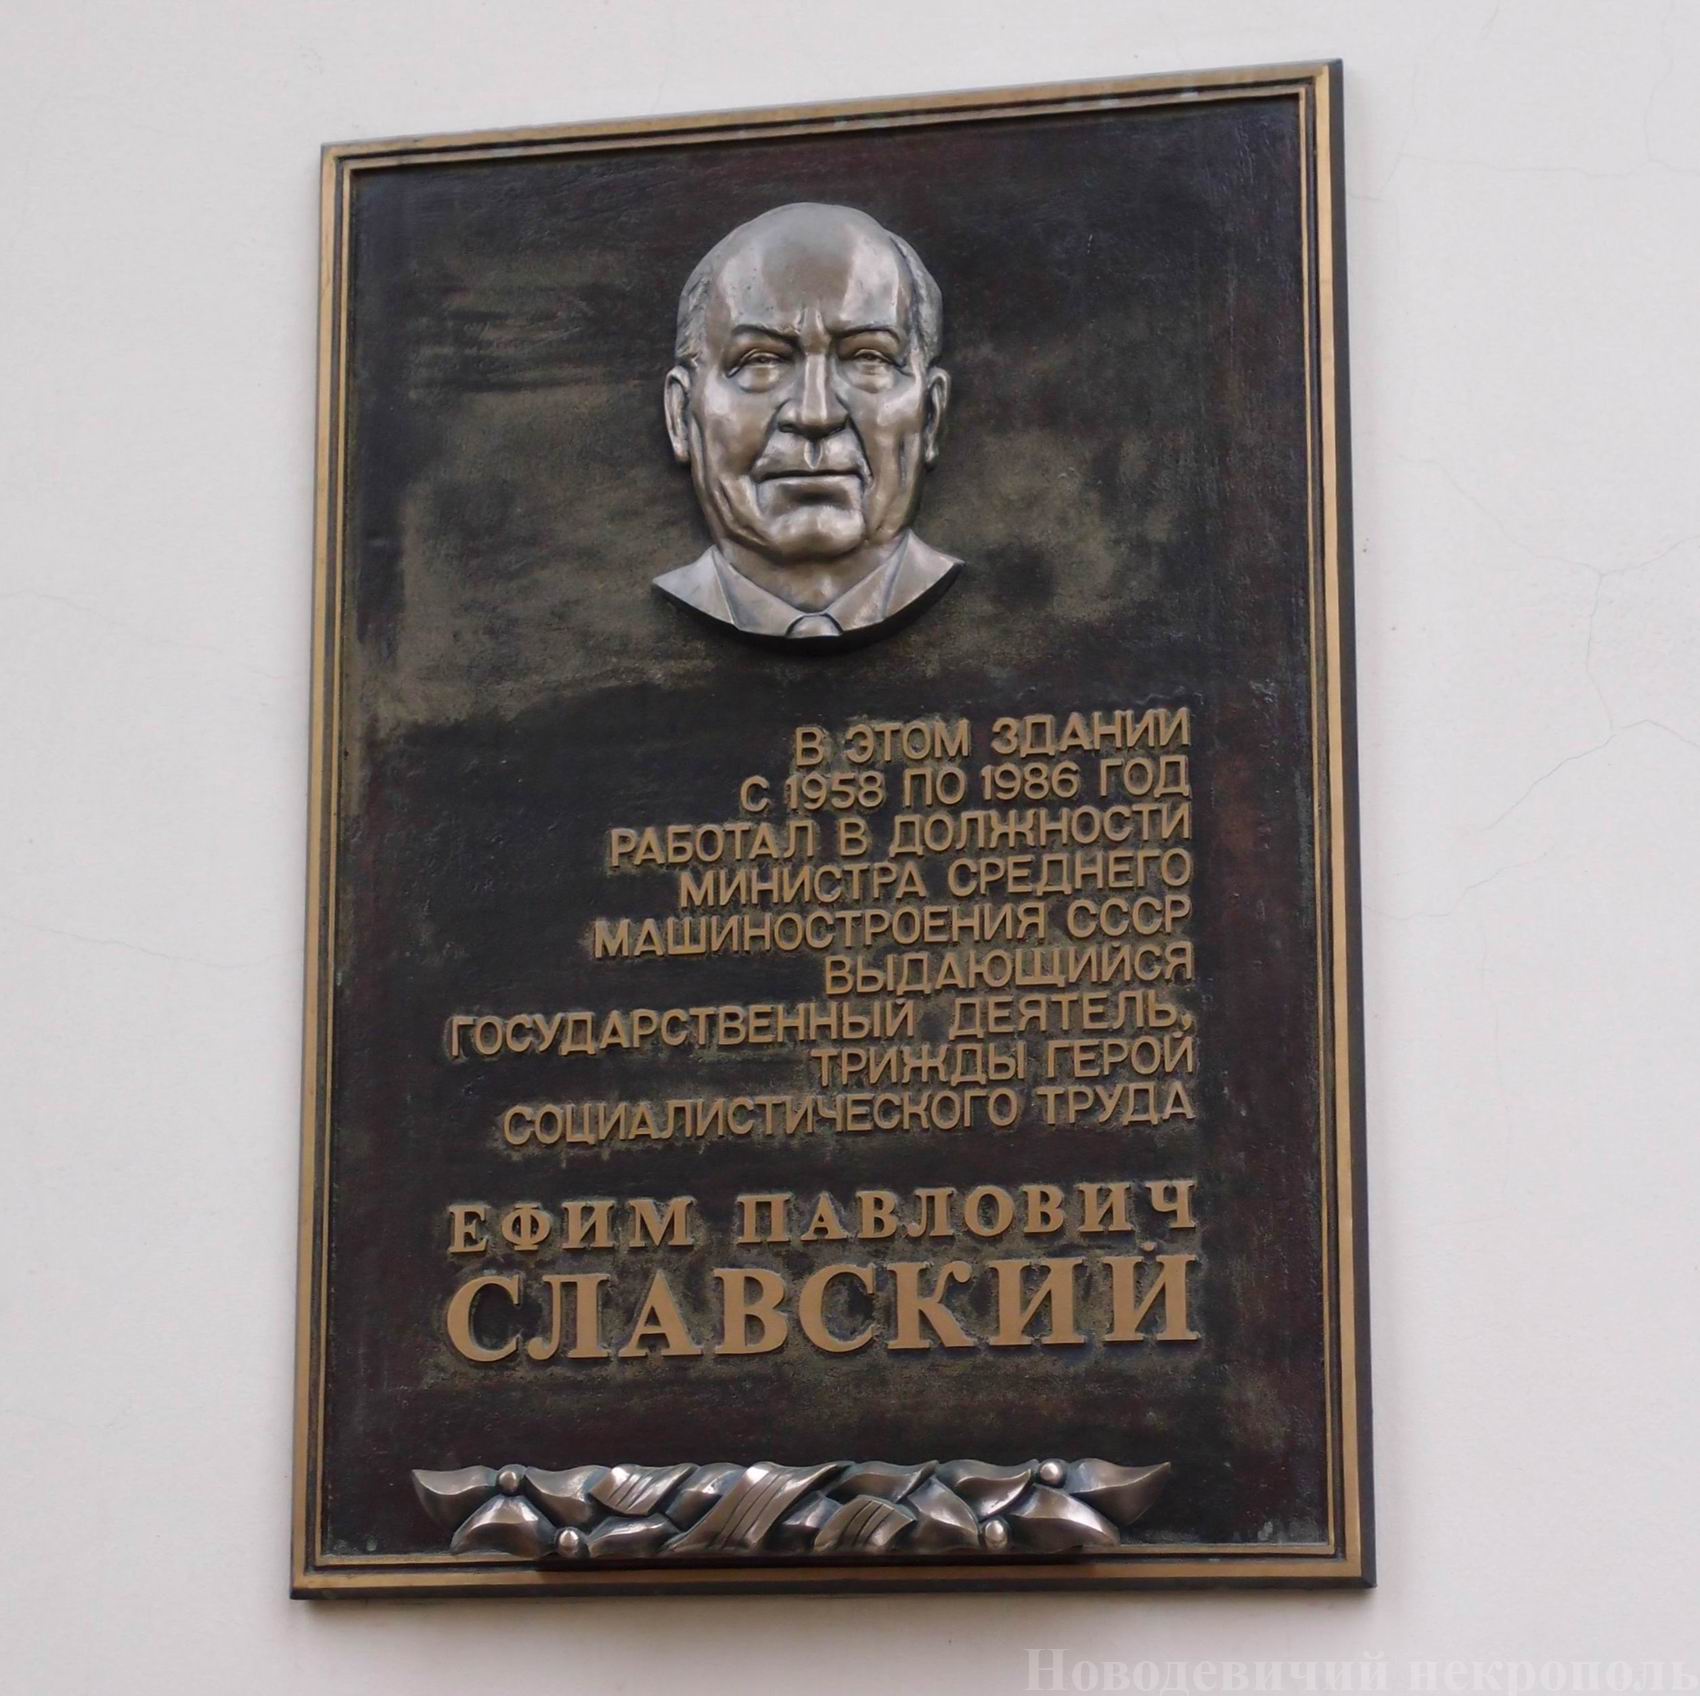 В ЭТОМ ЗДАНИИ
С 1958 ПО 1986 ГОД
РАБОТАЛ В ДОЛЖНОСТИ
МИНИСТРА СРЕДНЕГО
МАШИНОСТРОЕНИЯ СССР
ВЫДАЮЩИЙСЯ
ГОСУДАРСТВЕННЫЙ ДЕЯТЕЛЬ,
ТРИЖДЫ ГЕРОЙ
СОЦИАЛИСТИЧЕСКОГО ТРУДА
ЕФИМ ПАВЛОВИЧ
СЛАВСКИЙ
Новодевичий некрополь